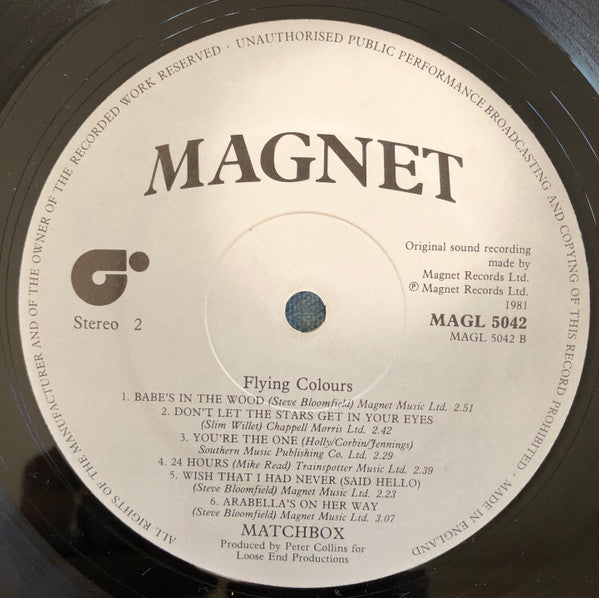 ALL RIGHTS OF THE MANUFACTURER AND OF THE OWNER OF THE RECORDED WORK RESERVED · UNAUTHORISED PUBLIC PERFORMANCE BROADCASTING AND COPYING OF THIS RECORD PROHIBITED · MADE IN ENGLAND
MAGNET
Original sound recording
made by
Magnet Records Ltd.
℗ Magnet Records Ltd.
1981
Stereo 2
MAGL 5042
MAGL 5042 B
Flying Colours
1. BABE'S IN THE WOOD (Steve Bloomfield) Magnet Music Ltd. 2.51
2. DON'T LET THE STARS GET IN YOUR EYES
(Slim Willet) Chappell Morris Ltd. 2.42
3. YOU'RE THE ONE (Holly/Corbin/Jennings)
Southern Music Publishing Co. Ltd. 2.29
4. 24 HOURS (Mike Read) Trainspotter Music Ltd. 2.39
5. WISH THAT I HAD NEVER (SAID HELLO)
(Steve Bloomfield) Magnet Music Ltd. 2.23
6. ARABELLA'S ON HER WAY
(Steve Bloomfield) Magnet Music Ltd. 3.07
MATCHBOX
Produced by Peter Collins for
Loose End Productions